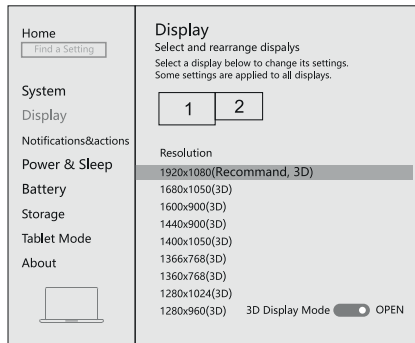 Home
Find a Setting
System
Display
Notifications&actions
Power & Sleep
Battery
Storage
Tablet Mode
About
Display
Select and rearrange dispalys
Select a display below to change its settings.
Some settings are applied to all displays.
1 2
Resolution
1920x1080(Recommand, 3D)
1680x1050(3D)
1600x900(3D)
1440x900(3D)
1400x1050(3D)
1366x768(3D)
1360x768(3D)
1280x1024(3D)
1280x960(3D) 3D Display Mode OPEN